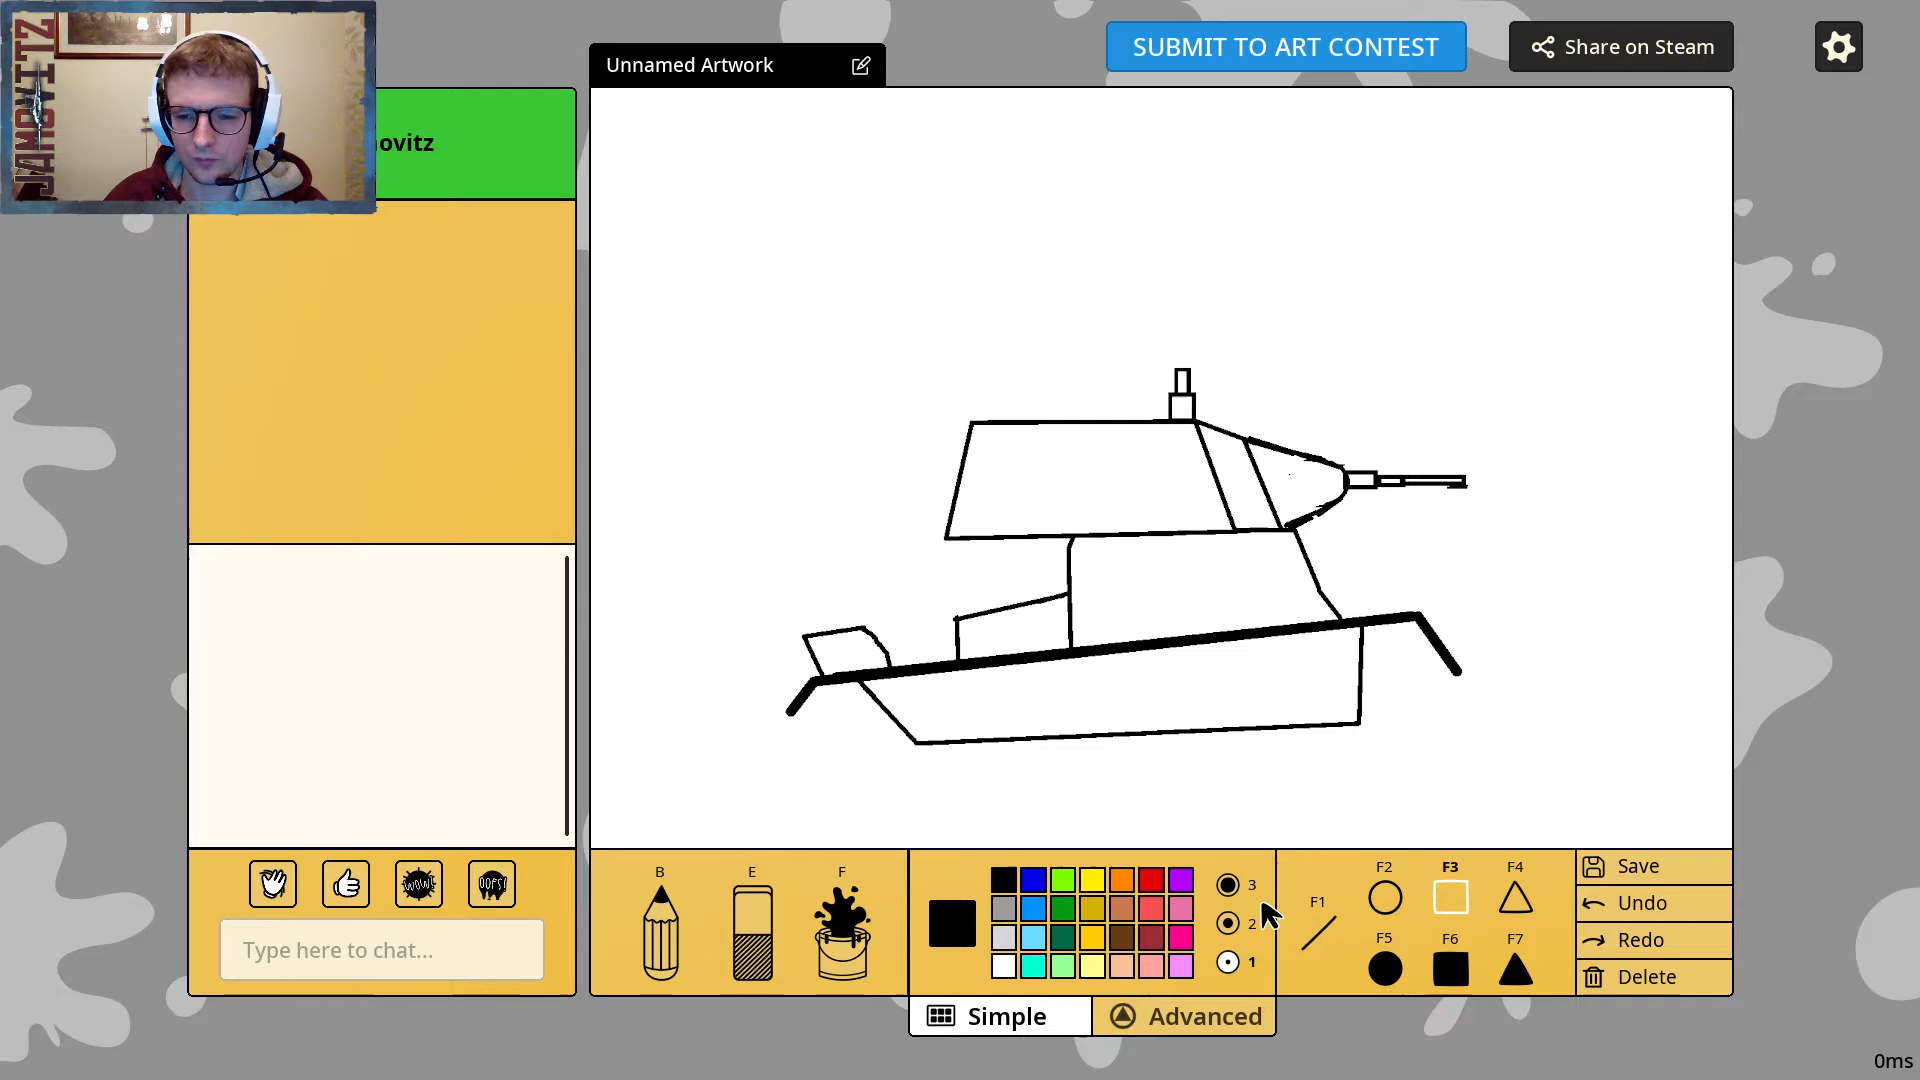 JAMOVITZ
ovitz
Unnamed Artwork
SUBMIT TO ART CONTEST
Share on Steam
WOW!
OOPS!
Type here to chat...
B
E
F
3
2
1
F1
F2
F3
F4
F5
F6
F7
Save
Undo
Redo
Delete
Simple
Advanced
0ms